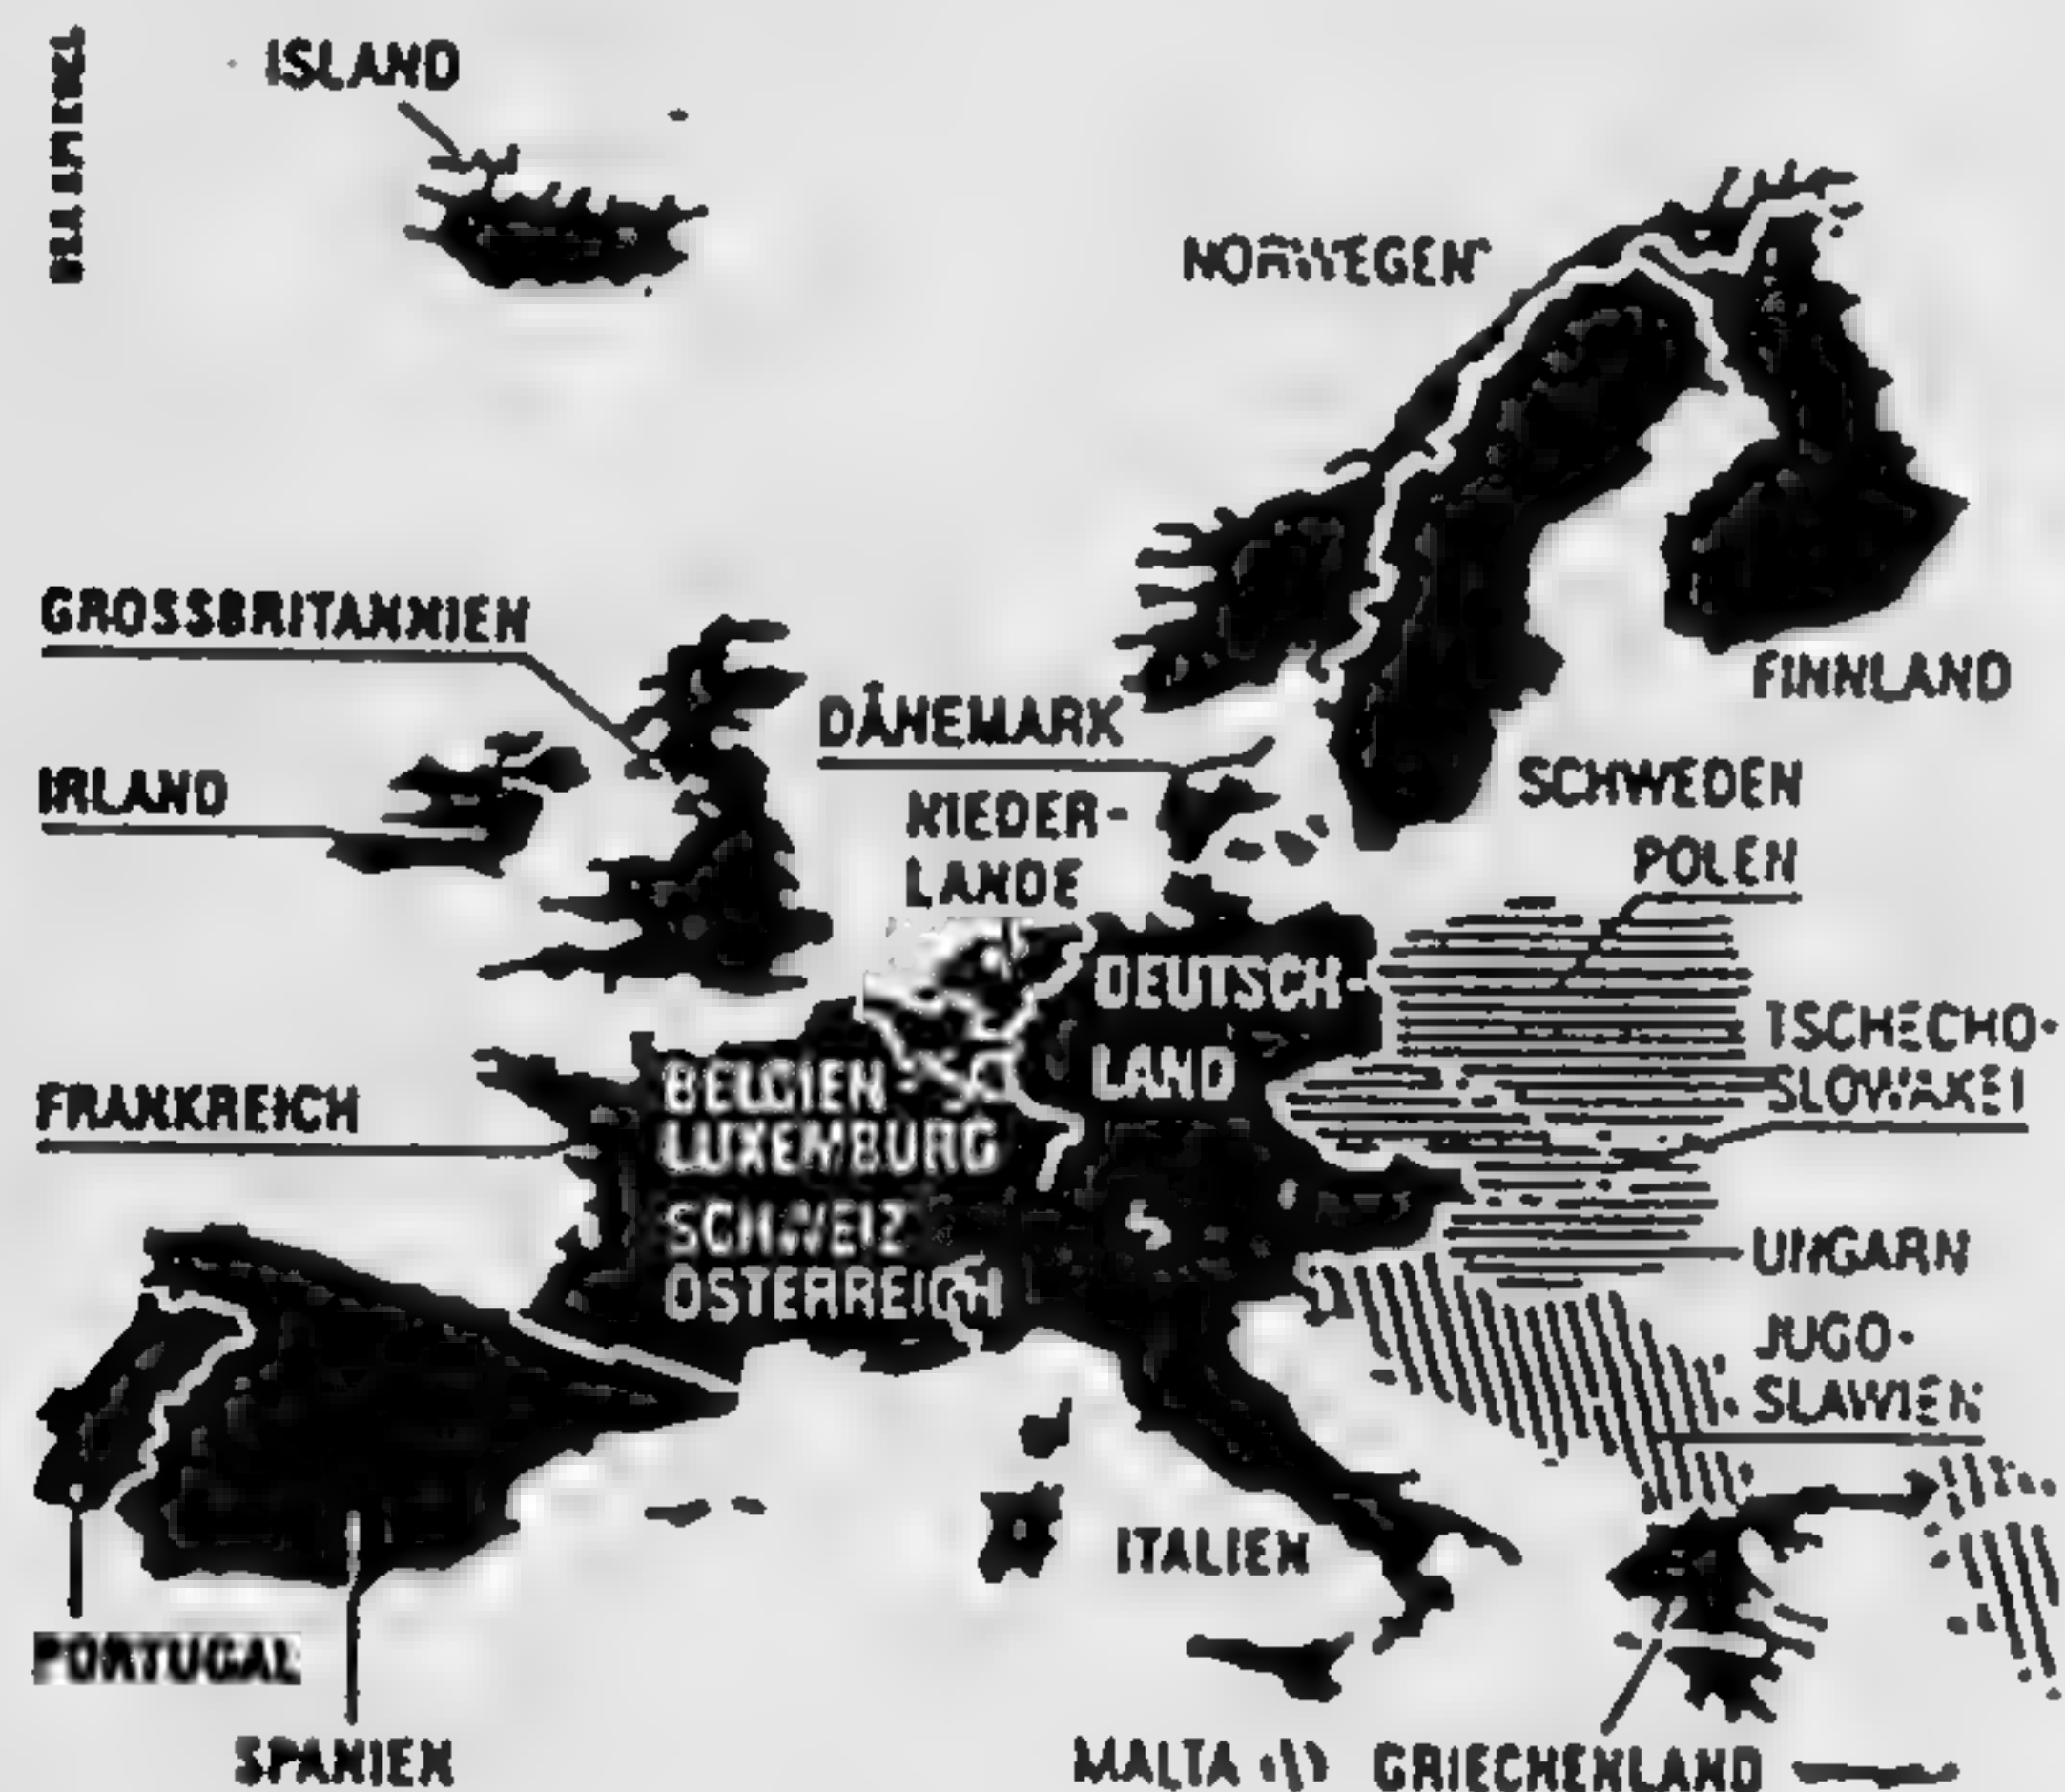 ISLAND
NORWEGEN
GROSSBRITANNIEN
FINNLAND
DÄNEMARK
IRLAND
SCHWEDEN
NIEDER-
LANDE
POLEN
DEUTSCH-
LAND
TSCHECHO-
SLOWAKEI
FRANKREICH
BELGIEN
LUXEMBURG
SCHWEIZ
ÖSTERREICH
UNGARN
JUGO-
SLAWIEN
ITALIEN
PORTUGAL
SPANIEN
MALTA
GRIECHENLAND